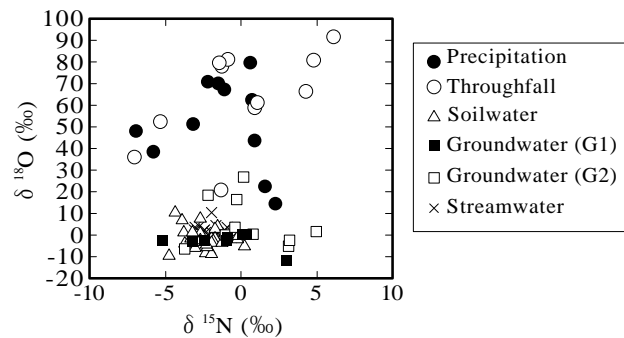 100
90
80
70
60
50
40
30
20
10
0
-10
-20
-10
-5
0
5
10
δ ¹⁸O (‰)
δ ¹⁵N (‰)
Precipitation
Throughfall
Soilwater
Groundwater (G1)
Groundwater (G2)
Streamwater